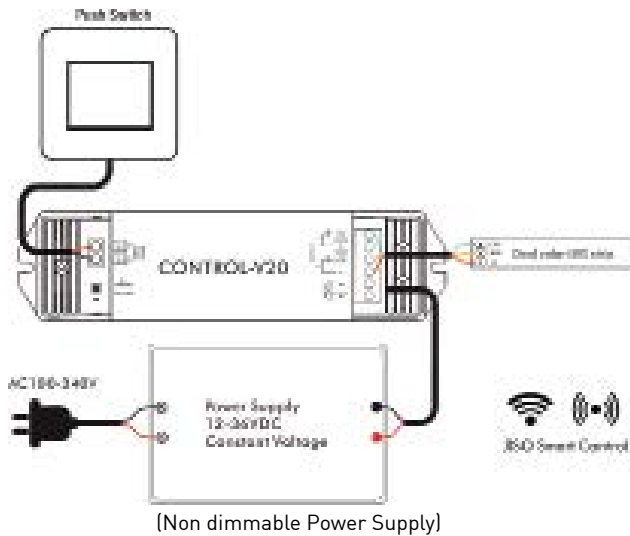 Push Switch
CONTROL-V20
Dual color LED strip
AC100-240V
Power Supply
12-36VDC
Constant Voltage
Smart Control
(Non dimmable Power Supply)